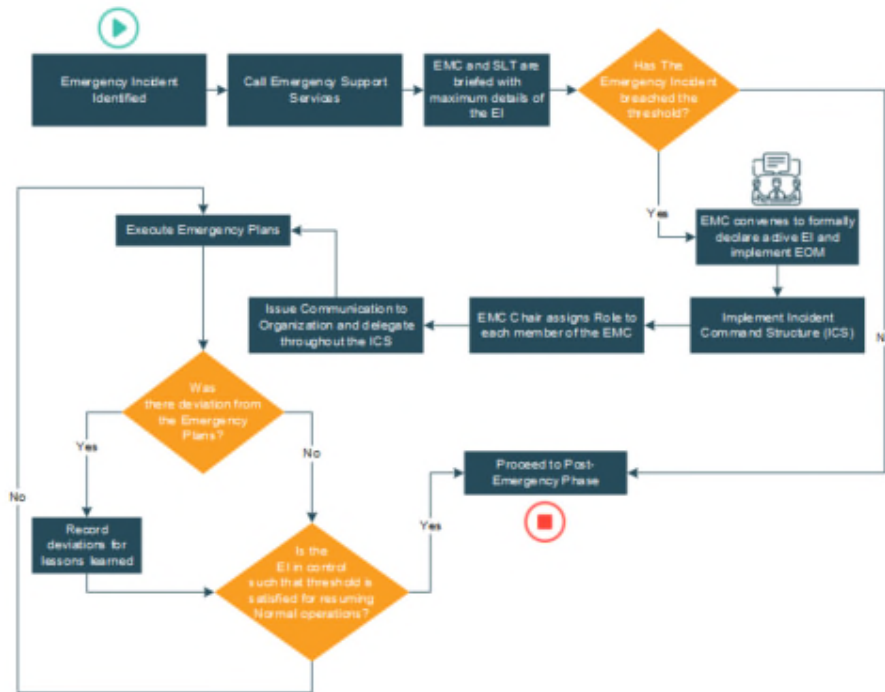 Emergency Incident
Identified
Call Emergency Support
Services
EMC and SLT are
briefed with
maximum details of
the EI
Has The
Emergency Incident
breached the
threshold?
Yes
EMC convenes to formally
declare active EI and
implement EOM
Execute Emergency Plans
Issue Communication to
Organization and delegate
throughout the ICS
EMC Chair assigns Role to
each member of the EMC
Implement Incident
Command Structure (ICS)
N
Was
there deviation from
the Emergency
Plans?
Yes
No
Proceed to Post-
Emergency Phase
No
Record
deviations for
lessons learned
Yes
Is the
EI in control
such that threshold is
satisfied for resuming
Normal operations?